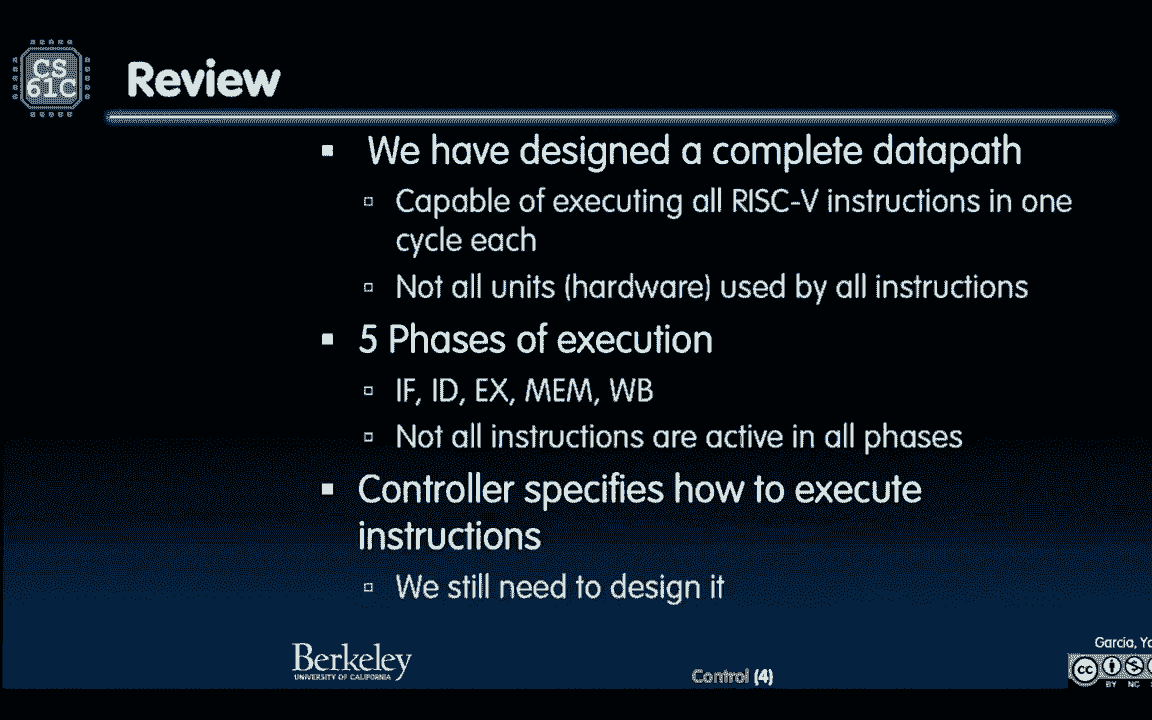 CS
61C
Review
We have designed a complete datapath
Capable of executing all RISC-V instructions in one
cycle each
Not all units (hardware) used by all instructions
5 Phases of execution
IF, ID, EX, MEM, WB
Not all instructions are active in all phases
Controller specifies how to execute
instructions
We still need to design it
Berkeley
UNIVERSITY OF CALIFORNIA
Control (4)
Garcia,
cc
BY NC